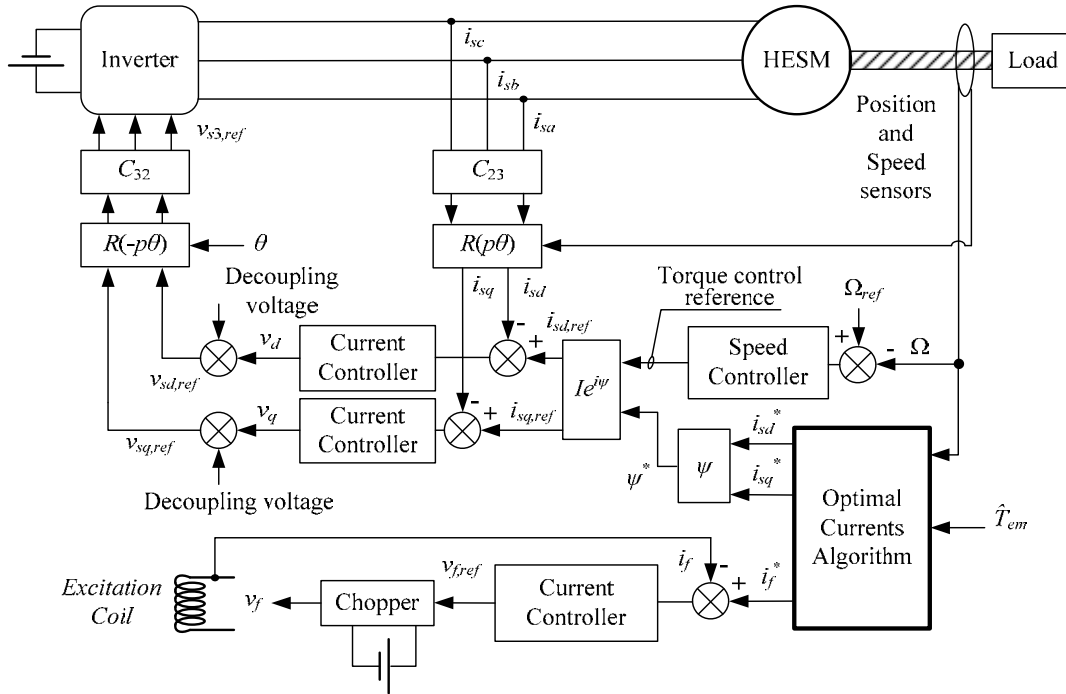 Inverter
i_sc
HESM
Load
i_sb
i_sa
v_s3,ref
Position
and
Speed
sensors
C_32
C_23
R(-pθ)
θ
R(pθ)
i_sq
i_sd
Decoupling
voltage
Torque control
reference
Ω_ref
v_d
Current
Controller
-
+
i_sd,ref
Ie^iψ
Speed
Controller
+
-
Ω
v_sd,ref
v_q
Current
Controller
-
+
i_sq,ref
v_sq,ref
Decoupling voltage
ψ^*
ψ
i_sd^*
i_sq^*
Optimal
Currents
Algorithm
T̂_em
Excitation
Coil
v_f
Chopper
v_f,ref
Current
Controller
i_f
-
+
i_f^*